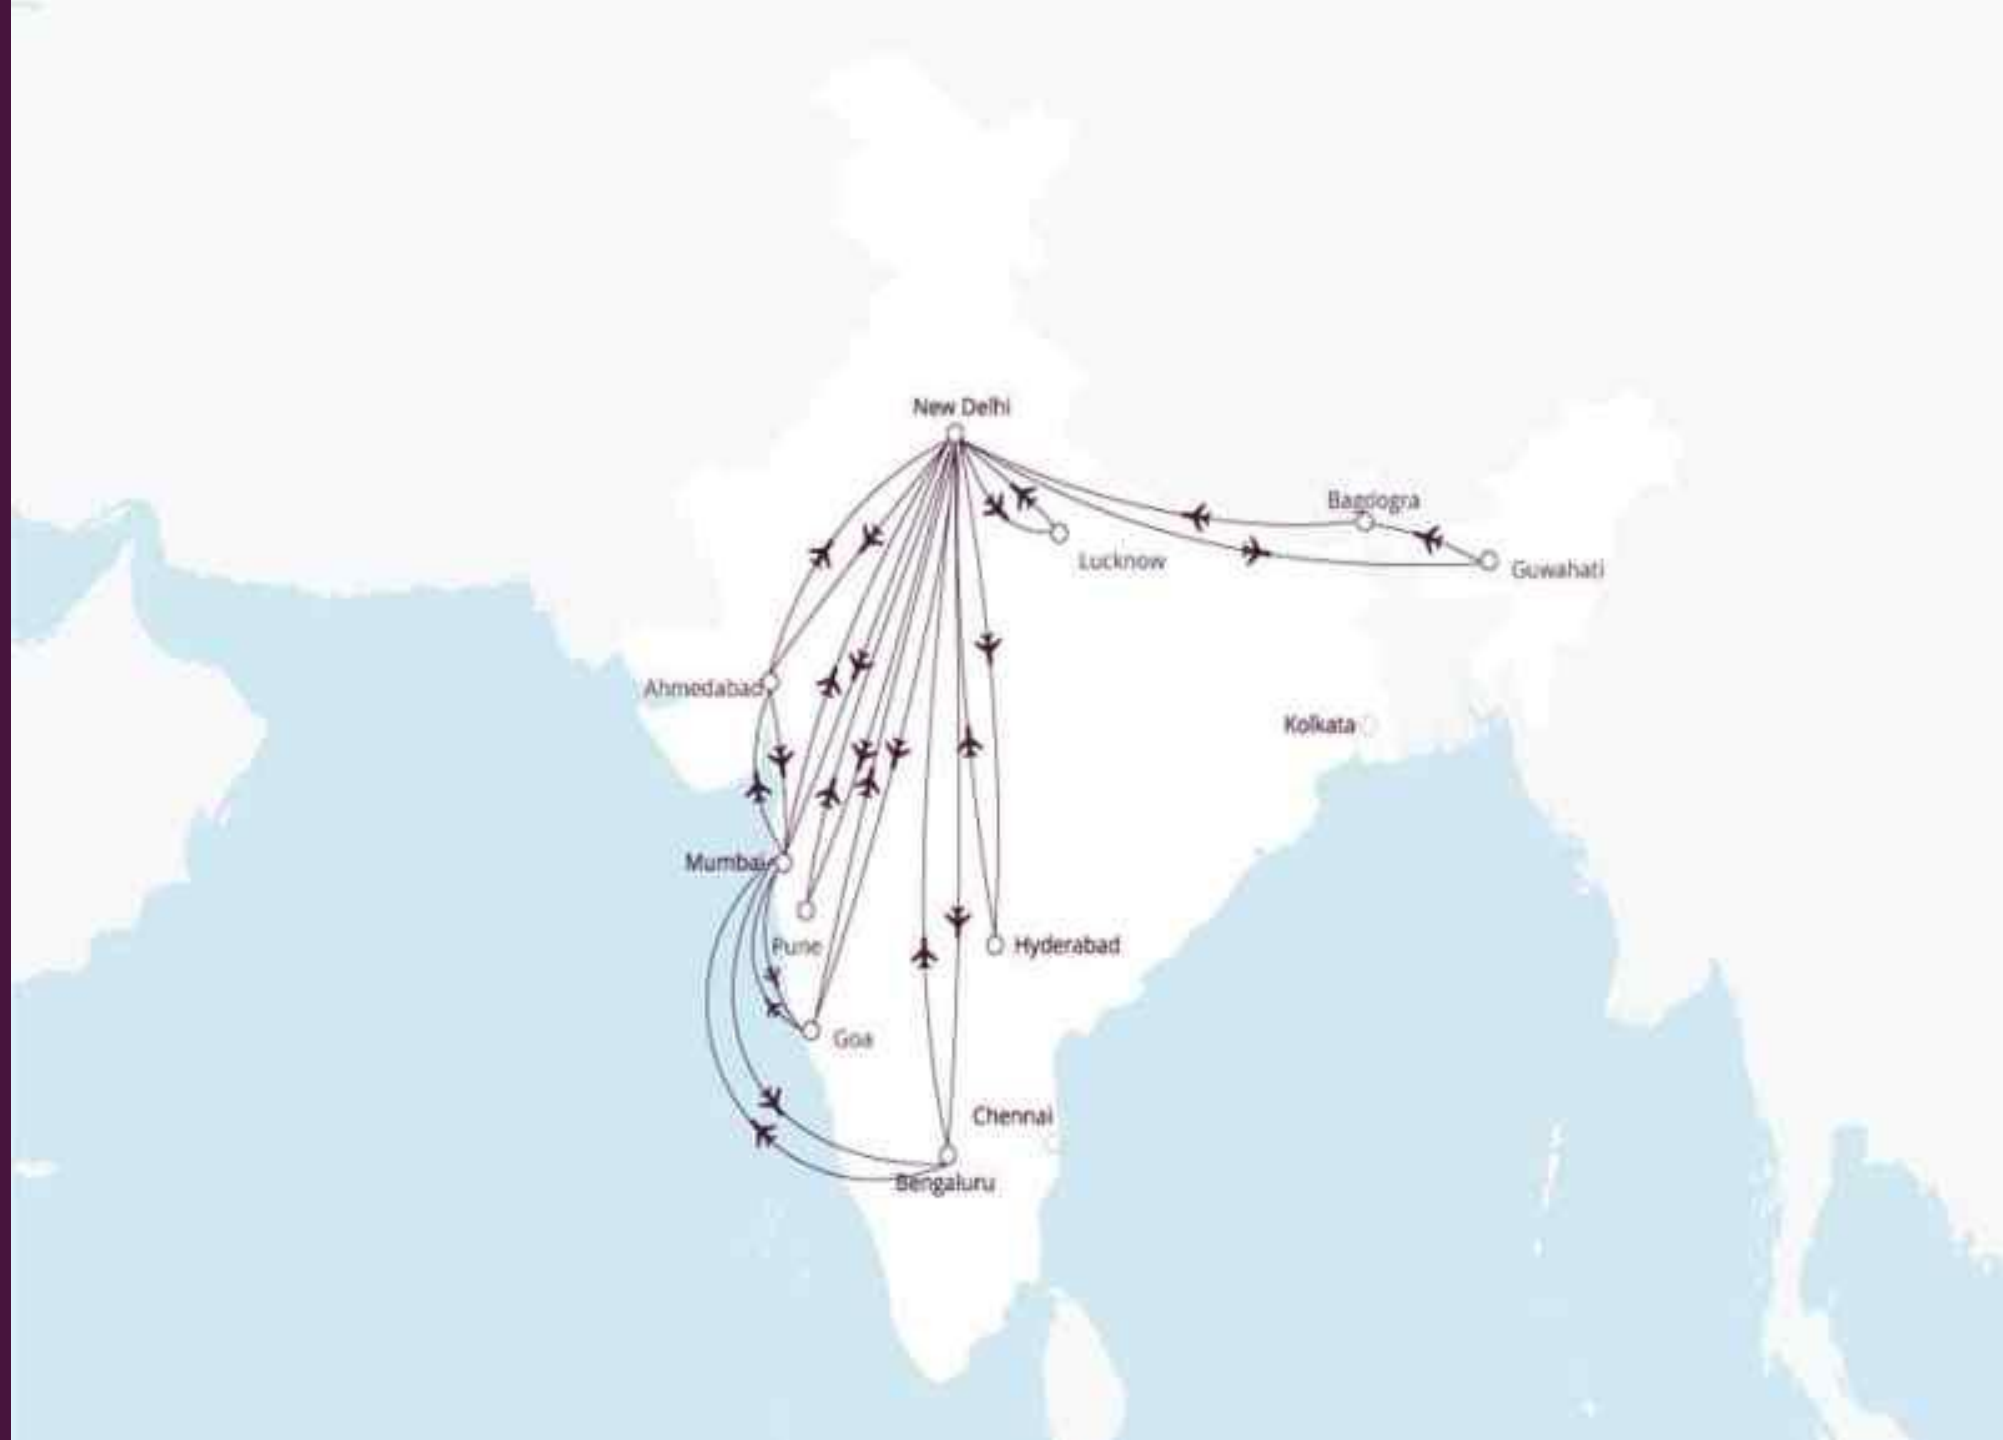 New Delhi
Bagdogra
Lucknow
Guwahati
Ahmedabad
Kolkata
Mumbai
Pune
Hyderabad
Goa
Chennai
Bengaluru